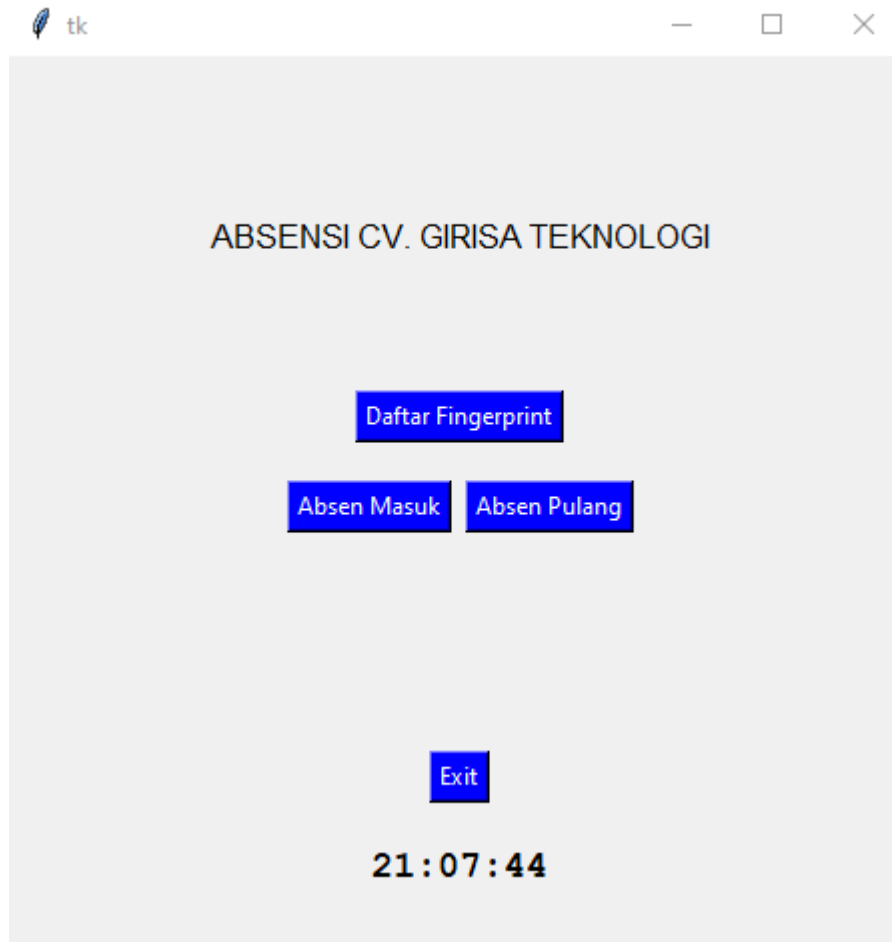 tk
ABSENSI CV. GIRISA TEKNOLOGI
Daftar Fingerprint
Absen Masuk Absen Pulang
Exit
21:07:44